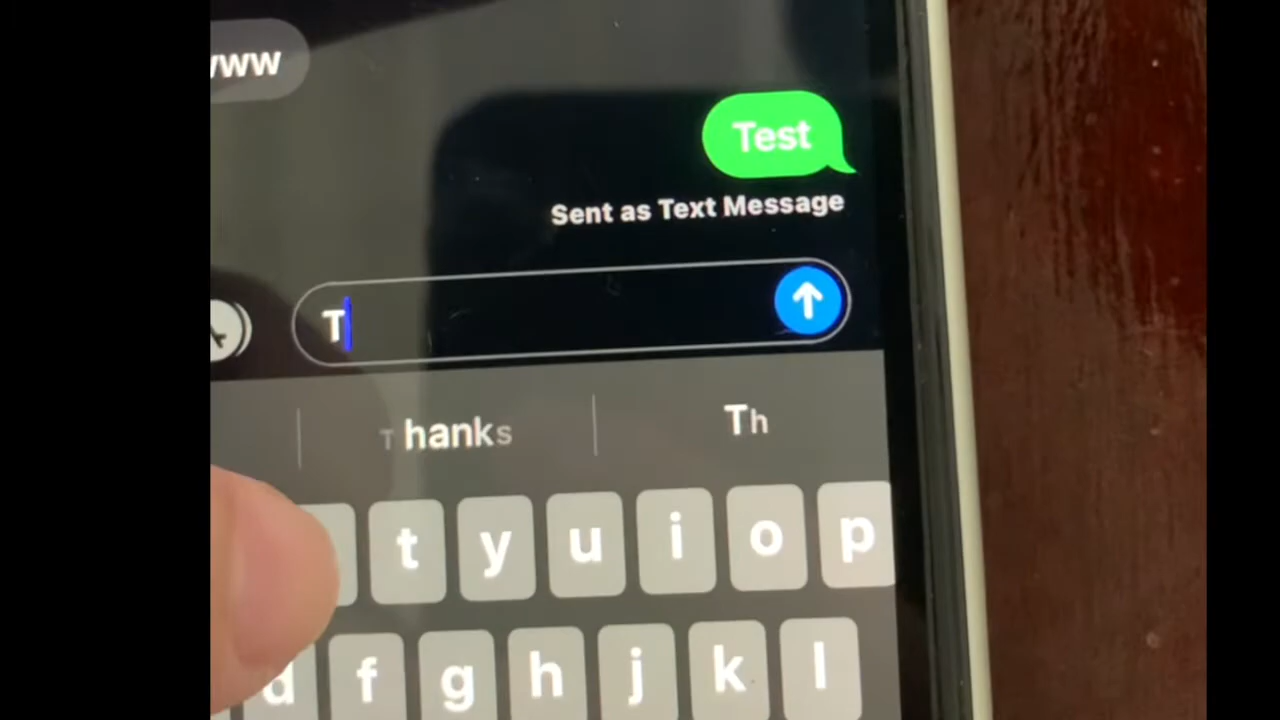 www
Test
Sent as Text Message
T
Thanks
Th
t y u i o p
d f g h j k l